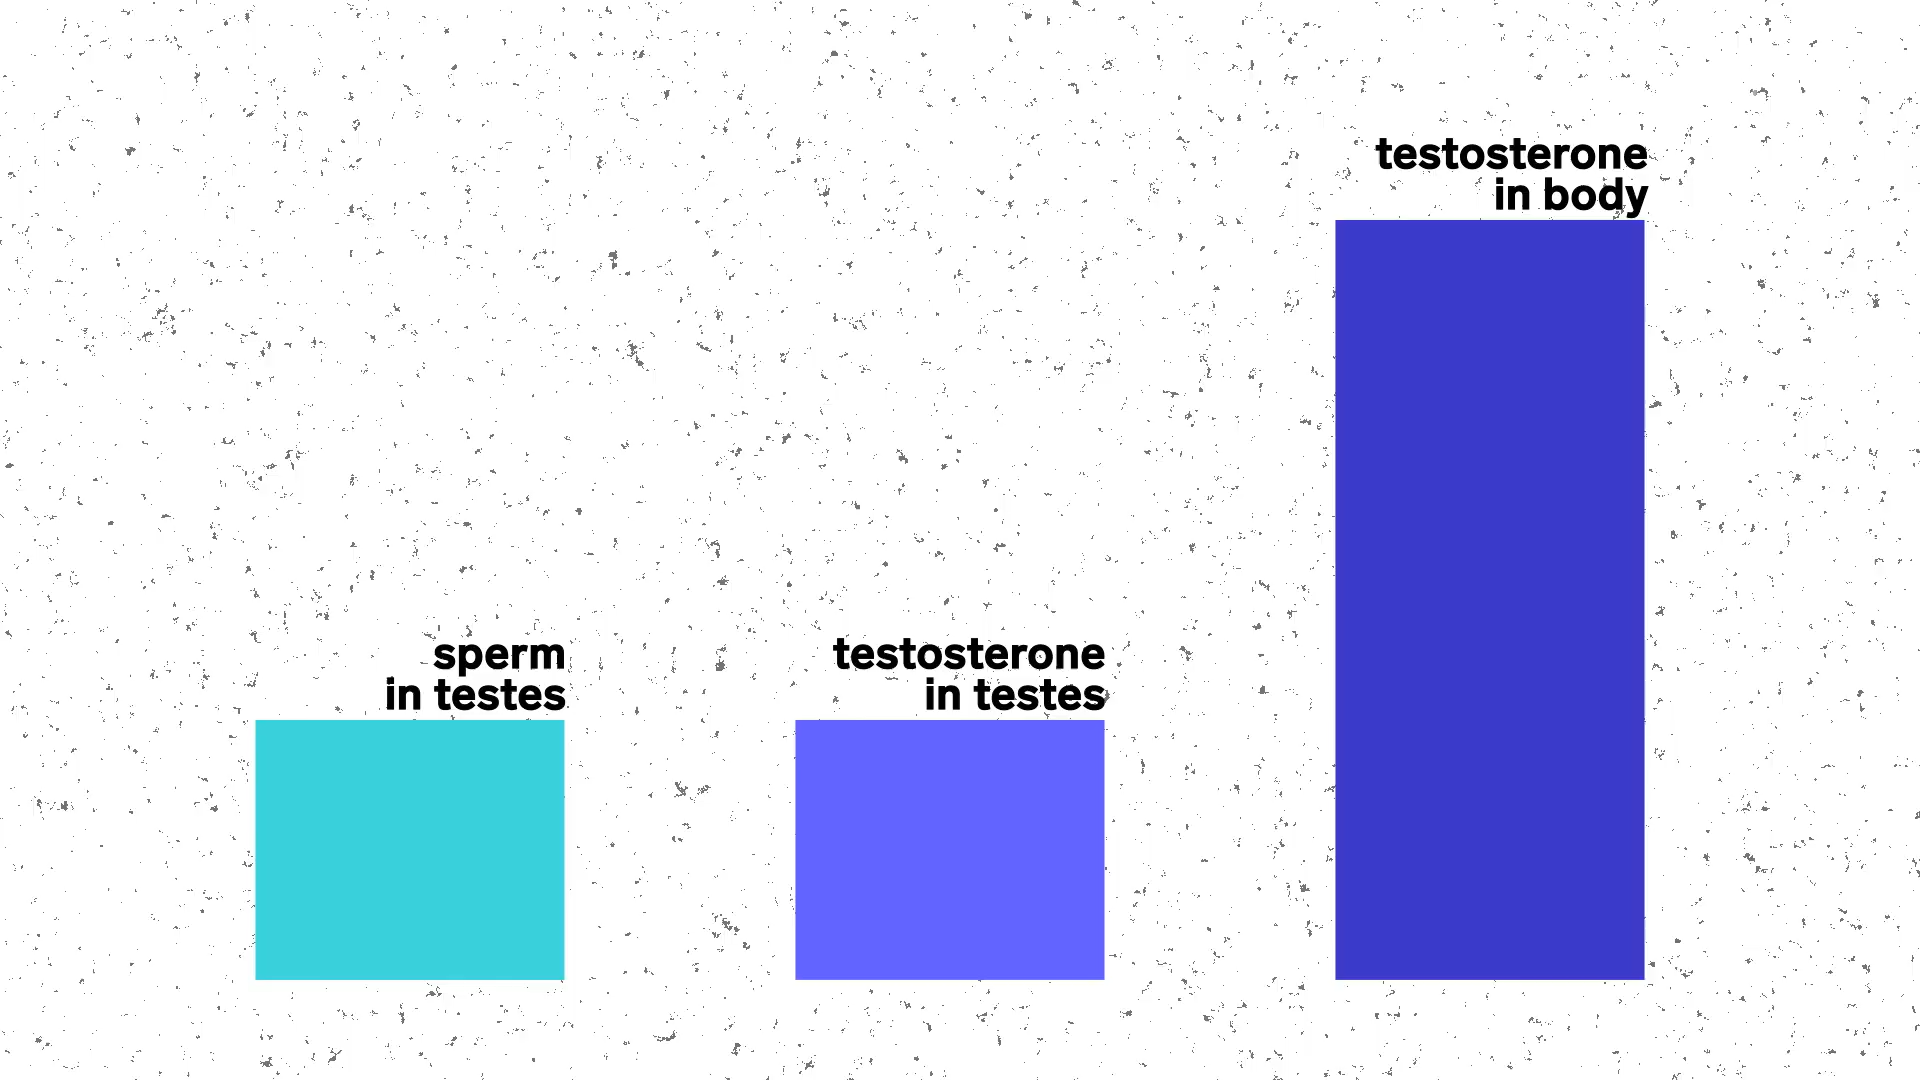 testosterone
in body
sperm
in testes
testosterone
in testes